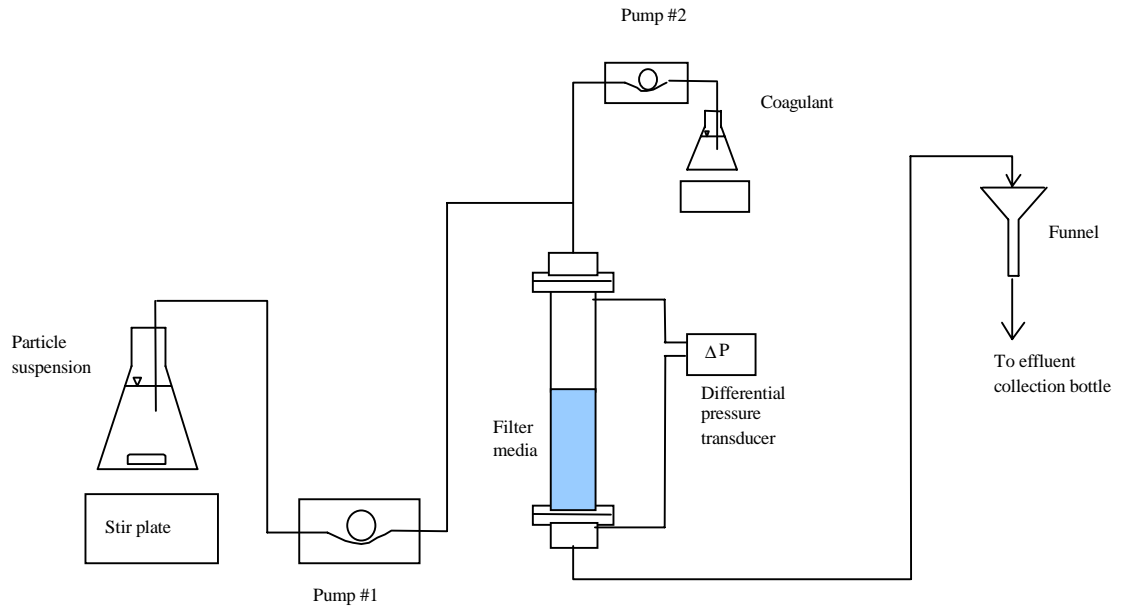 Pump #2
Coagulant
Funnel
Particle
suspension
ΔP
To effluent
collection bottle
Differential
pressure
transducer
Filter
media
Stir plate
Pump #1